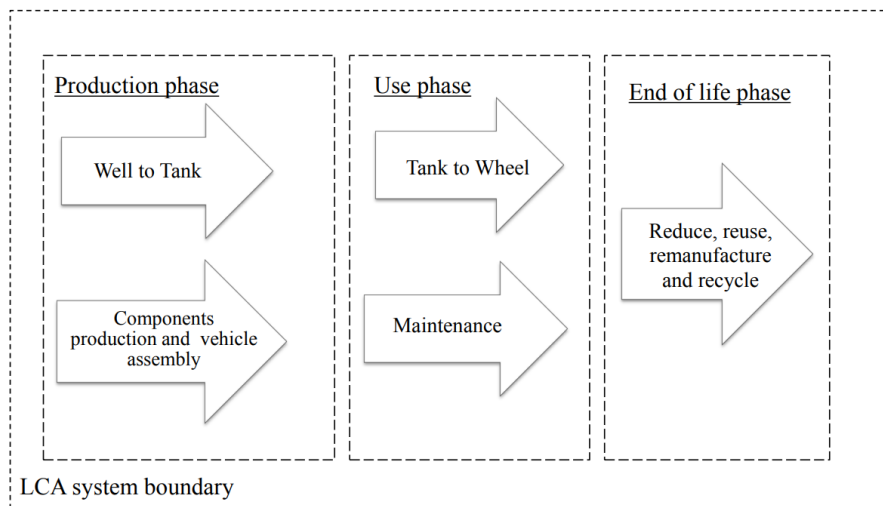 Production phase
Well to Tank
Components
production and vehicle
assembly
Use phase
Tank to Wheel
Maintenance
End of life phase
Reduce, reuse,
remanufacture
and recycle
LCA system boundary